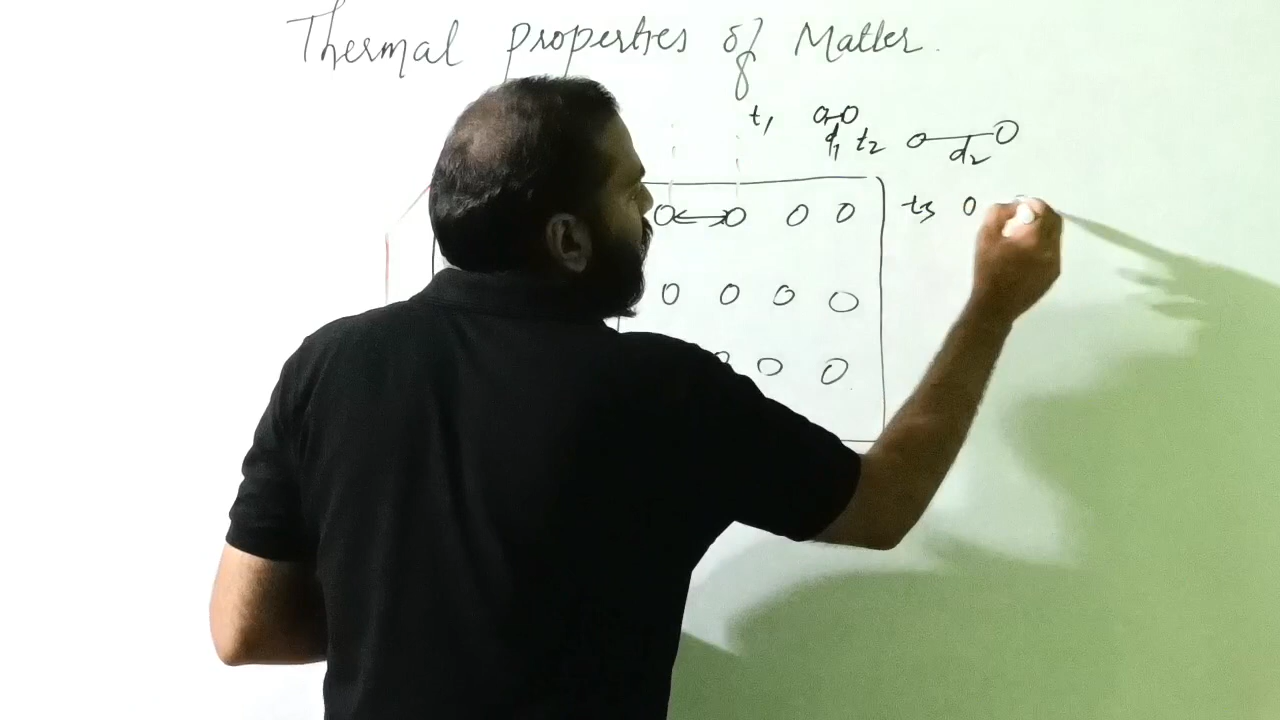 Thermal properties of Matter.
t1 d1 t2 d2
t3